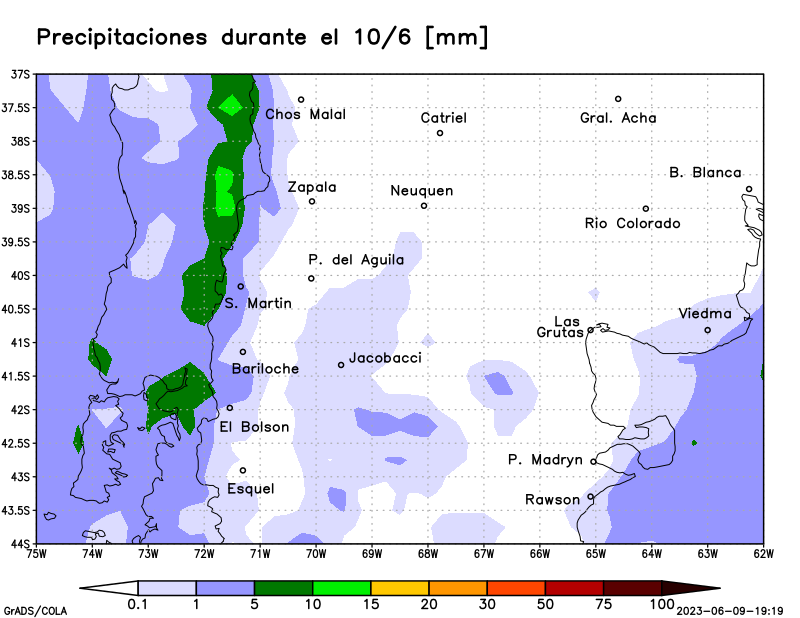 Precipitaciones durante el 10/6 [mm]
37S
37.5S
38S
38.5S
39S
39.5S
40S
40.5S
41S
41.5S
42S
42.5S
43S
43.5S
44S
Chos Malal
Catriel
Gral. Acha
B. Blanca
Zapala
Neuquen
Rio Colorado
P. del Aguila
S. Martin
Viedma
Las
Grutas
Bariloche
Jacobacci
El Bolson
P. Madryn
Esquel
Rawson
75W 74W 73W 72W 71W 70W 69W 68W 67W 66W 65W 64W 63W 62W
0.1 1 5 10 15 20 30 50 75 100
GrADS/COLA
2023-06-09-19:19